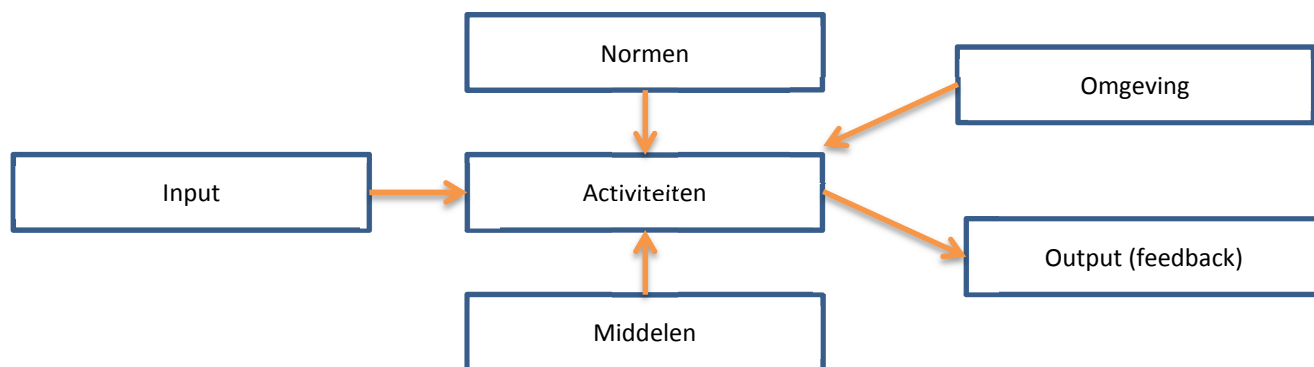 Normen
Omgeving
Input
Activiteiten
Output (feedback)
Middelen